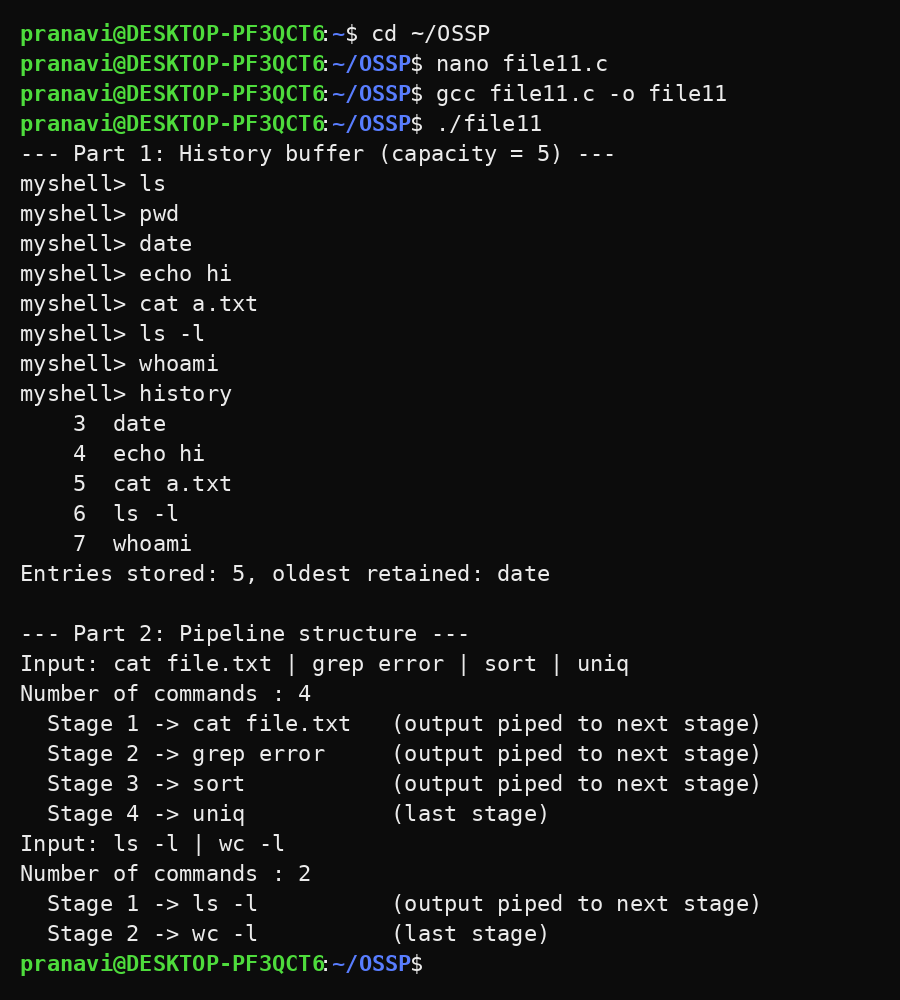 pranavi@DESKTOP-PF3QCT6:~$ cd ~/OSSP
pranavi@DESKTOP-PF3QCT6:~/OSSP$ nano file11.c
pranavi@DESKTOP-PF3QCT6:~/OSSP$ gcc file11.c -o file11
pranavi@DESKTOP-PF3QCT6:~/OSSP$ ./file11
--- Part 1: History buffer (capacity = 5) ---
myshell> ls
myshell> pwd
myshell> date
myshell> echo hi
myshell> cat a.txt
myshell> ls -l
myshell> whoami
myshell> history
    3  date
    4  echo hi
    5  cat a.txt
    6  ls -l
    7  whoami
Entries stored: 5, oldest retained: date

--- Part 2: Pipeline structure ---
Input: cat file.txt | grep error | sort | uniq
Number of commands : 4
  Stage 1 -> cat file.txt   (output piped to next stage)
  Stage 2 -> grep error     (output piped to next stage)
  Stage 3 -> sort           (output piped to next stage)
  Stage 4 -> uniq           (last stage)
Input: ls -l | wc -l
Number of commands : 2
  Stage 1 -> ls -l          (output piped to next stage)
  Stage 2 -> wc -l          (last stage)
pranavi@DESKTOP-PF3QCT6:~/OSSP$